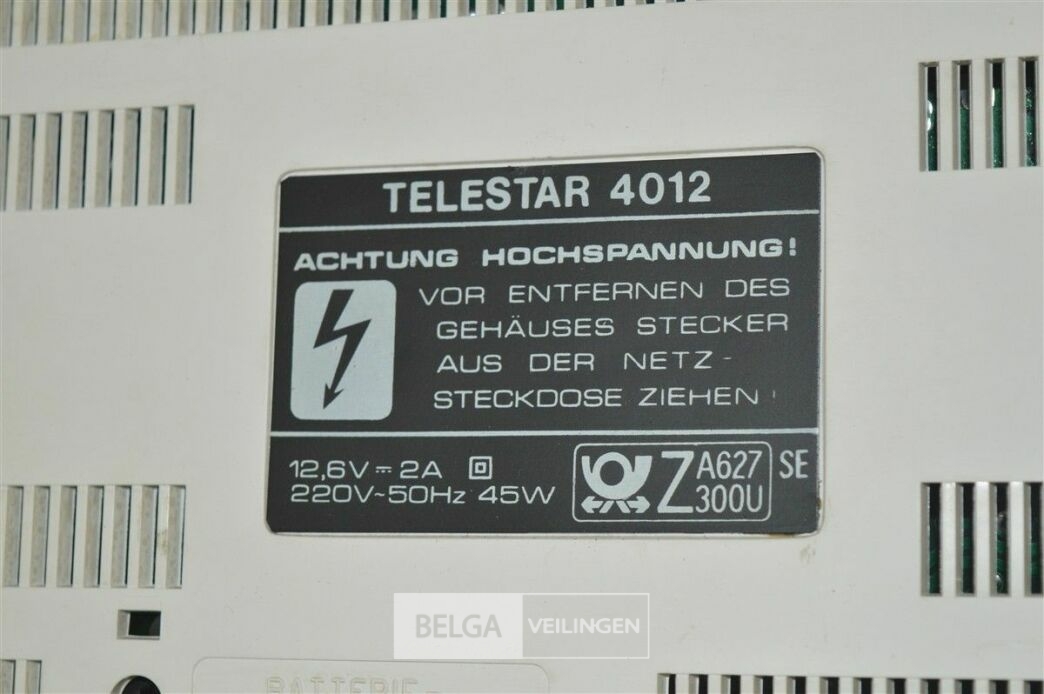 TELESTAR 4012
ACHTUNG HOCHSPANNUNG!
VOR ENTFERNEN DES
GEHÄUSES STECKER
AUS DER NETZ-
STECKDOSE ZIEHEN!
12,6V⎓2A
220V~50Hz 45W
Z A627 SE
300U
BELGA VEILINGEN
BATTERIE-